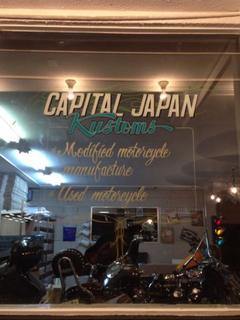 CAPITAL JAPAN
Kustoms
Modified motorcycle
manufacture
Used motorcycle